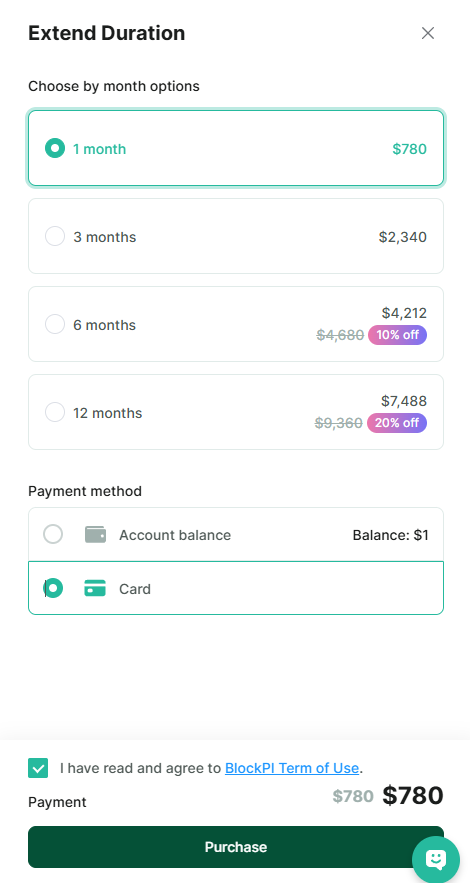 Extend Duration
Choose by month options
1 month $780
3 months $2,340
$4,212
6 months $4,680 10% off
$7,488
12 months $9,360 20% off
Payment method
Account balance Balance: $1
Card
I have read and agree to BlockPI Term of Use.
Payment $780 $780
Purchase